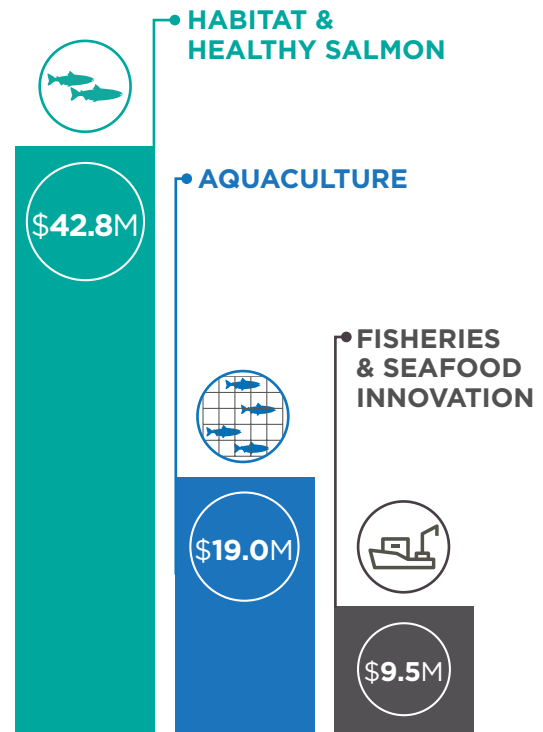 HABITAT &
HEALTHY SALMON
$42.8M
AQUACULTURE
$19.0M
FISHERIES
& SEAFOOD
INNOVATION
$9.5M